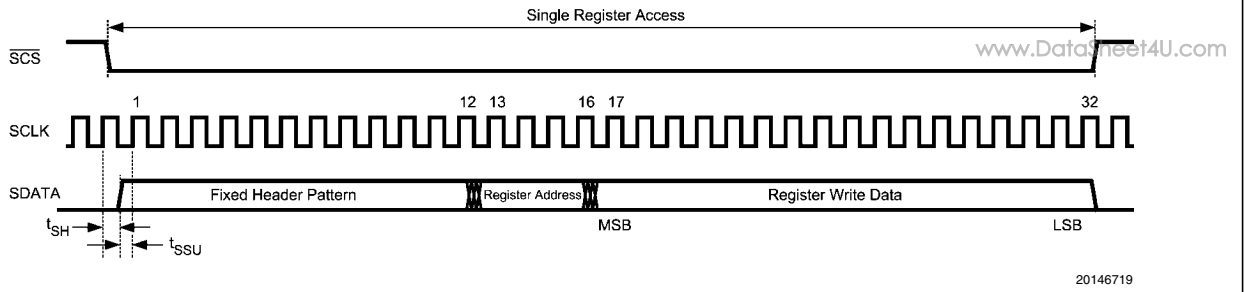 Single Register Access
www.DataSheet4U.com
SCS
1 12 13 16 17 32
SCLK
SDATA Fixed Header Pattern Register Address Register Write Data
tSH MSB LSB
tSSU
20146719